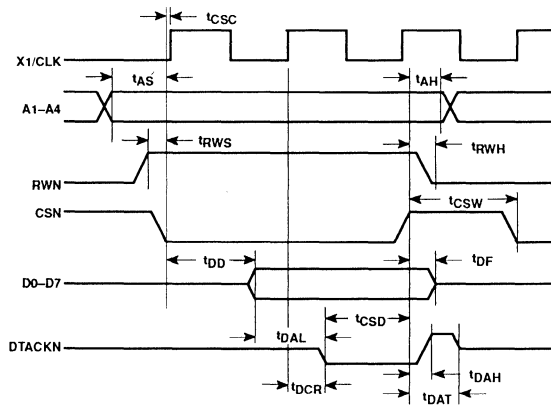 tCSC
X1/CLK
tAS
tAH
A1–A4
tRWS
tRWH
RWN
CSN
tCSW
tDD
tDF
D0–D7
tCSD
tDAL
DTACKN
tDCR
tDAH
tDAT